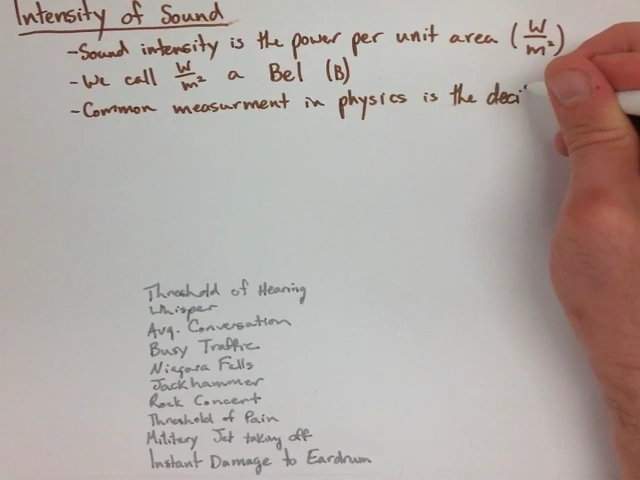 Intensity of Sound
-Sound intensity is the power per unit area (W/m²)
-We call W/m² a Bel (B)
-Common measurment in physics is the deci
Threshold of Hearing
Whisper
Avg. Conversation
Busy Traffic
Niagara Falls
Jackhammer
Rock Concert
Threshold of Pain
Military Jet taking off
Instant Damage to Eardrum